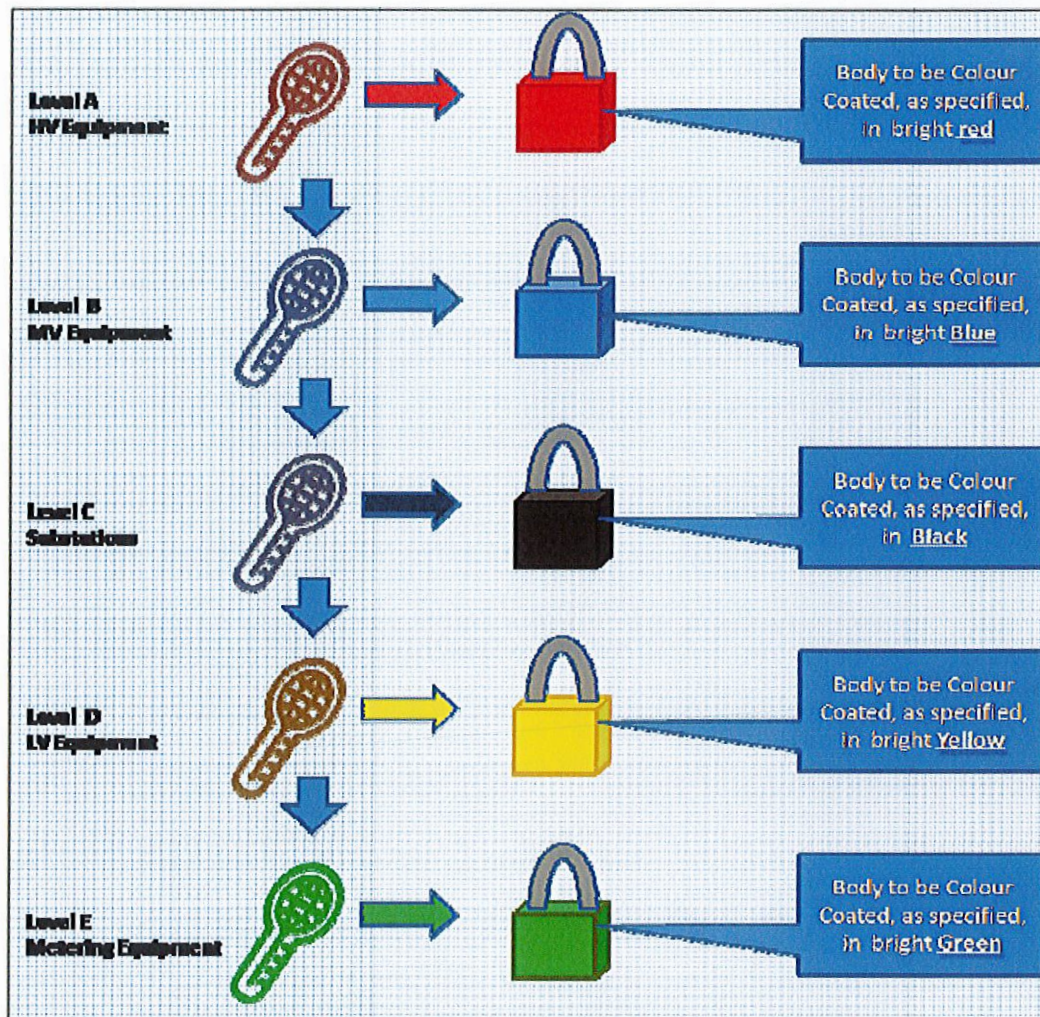 Level A
HV Equipment
Body to be Colour
Coated, as specified,
in bright red
Level B
MV Equipment
Body to be Colour
Coated, as specified,
in bright Blue
Level C
Substations
Body to be Colour
Coated, as specified,
in Black
Level D
LV Equipment
Body to be Colour
Coated, as specified,
in bright Yellow
Level E
Metering Equipment
Body to be Colour
Coated, as specified,
in bright Green